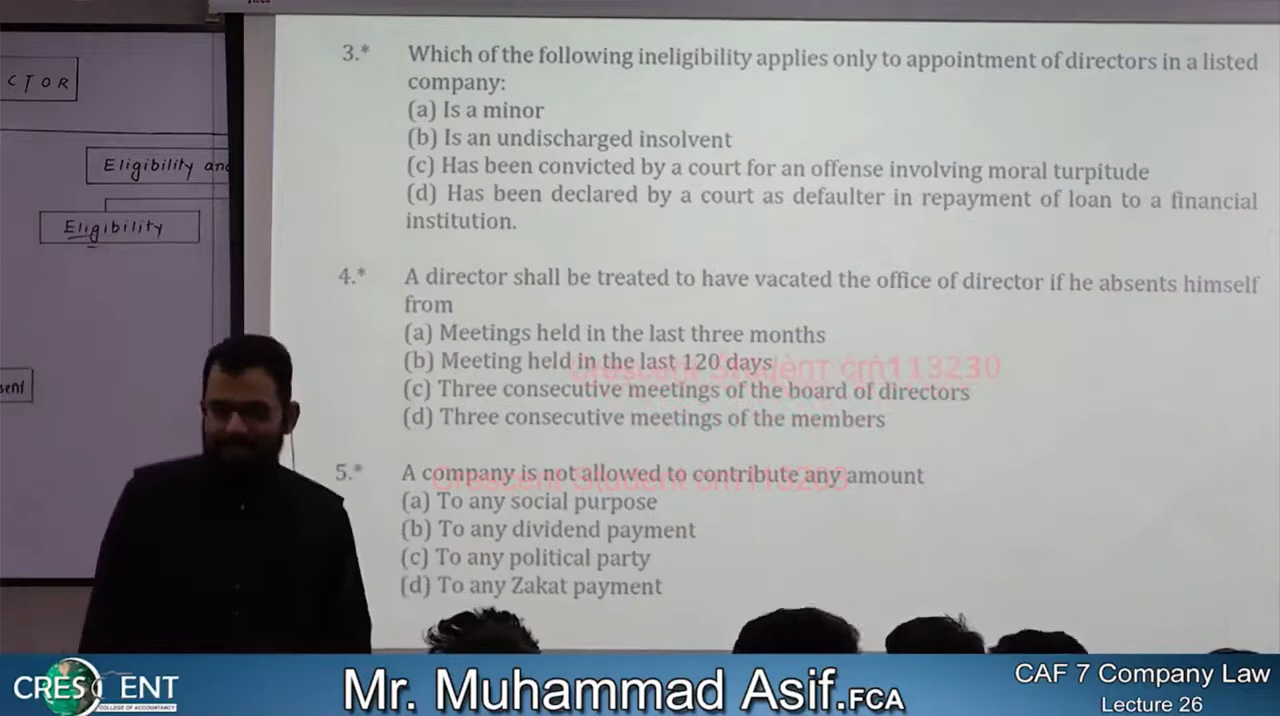 CTOR
Eligibility and
Eligibility
sent
3.* Which of the following ineligibility applies only to appointment of directors in a listed
company:
(a) Is a minor
(b) Is an undischarged insolvent
(c) Has been convicted by a court for an offense involving moral turpitude
(d) Has been declared by a court as defaulter in repayment of loan to a financial
institution.
4.* A director shall be treated to have vacated the office of director if he absents himself
from
(a) Meetings held in the last three months
(b) Meeting held in the last 120 days
(c) Three consecutive meetings of the board of directors
(d) Three consecutive meetings of the members
5.* A company is not allowed to contribute any amount
(a) To any social purpose
(b) To any dividend payment
(c) To any political party
(d) To any Zakat payment
CRESCENT
COLLEGE OF ACCOUNTANCY
Mr. Muhammad Asif.FCA
CAF 7 Company Law
Lecture 26